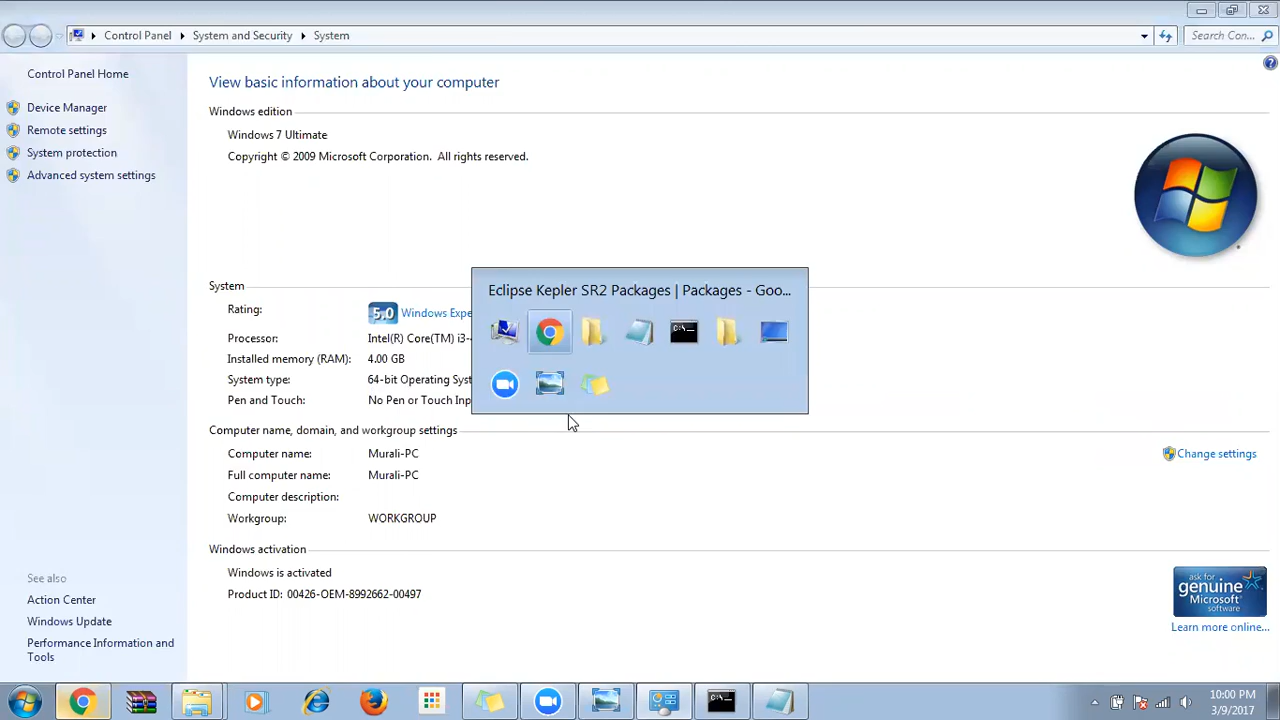 Control Panel
System and Security
System
Search Con...
Control Panel Home
Device Manager
Remote settings
System protection
Advanced system settings
View basic information about your computer
Windows edition
Windows 7 Ultimate
Copyright © 2009 Microsoft Corporation. All rights reserved.
System
Rating:
5.0 Windows Expe
Processor:
Intel(R) Core(TM) i3-
Installed memory (RAM):
4.00 GB
System type:
64-bit Operating Syst
Pen and Touch:
No Pen or Touch Inp
Eclipse Kepler SR2 Packages | Packages - Goo...
C:\.
Computer name, domain, and workgroup settings
Computer name:
Murali-PC
Change settings
Full computer name:
Murali-PC
Computer description:
Workgroup:
WORKGROUP
Windows activation
Windows is activated
Product ID: 00426-OEM-8992662-00497
ask for
genuine
Microsoft
software
Learn more online...
See also
Action Center
Windows Update
Performance Information and
Tools
C:\.
10:00 PM
3/9/2017